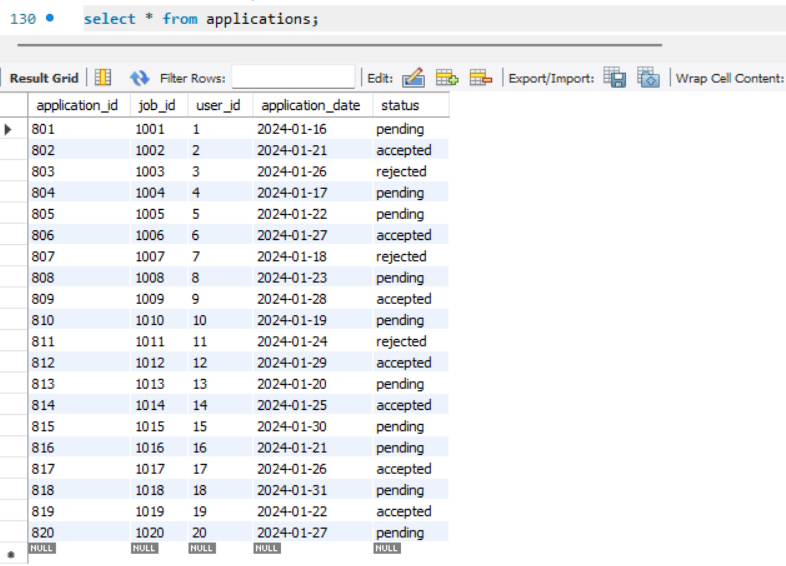 130 select * from applications;
Result Grid Filter Rows: Edit: Export/Import: Wrap Cell Content:
application_id job_id user_id application_date status
801 1001 1 2024-01-16 pending
802 1002 2 2024-01-21 accepted
803 1003 3 2024-01-26 rejected
804 1004 4 2024-01-17 pending
805 1005 5 2024-01-22 pending
806 1006 6 2024-01-27 accepted
807 1007 7 2024-01-18 rejected
808 1008 8 2024-01-23 pending
809 1009 9 2024-01-28 accepted
810 1010 10 2024-01-19 pending
811 1011 11 2024-01-24 rejected
812 1012 12 2024-01-29 accepted
813 1013 13 2024-01-20 pending
814 1014 14 2024-01-25 accepted
815 1015 15 2024-01-30 pending
816 1016 16 2024-01-21 pending
817 1017 17 2024-01-26 accepted
818 1018 18 2024-01-31 pending
819 1019 19 2024-01-22 accepted
820 1020 20 2024-01-27 pending
NULL NULL NULL NULL NULL